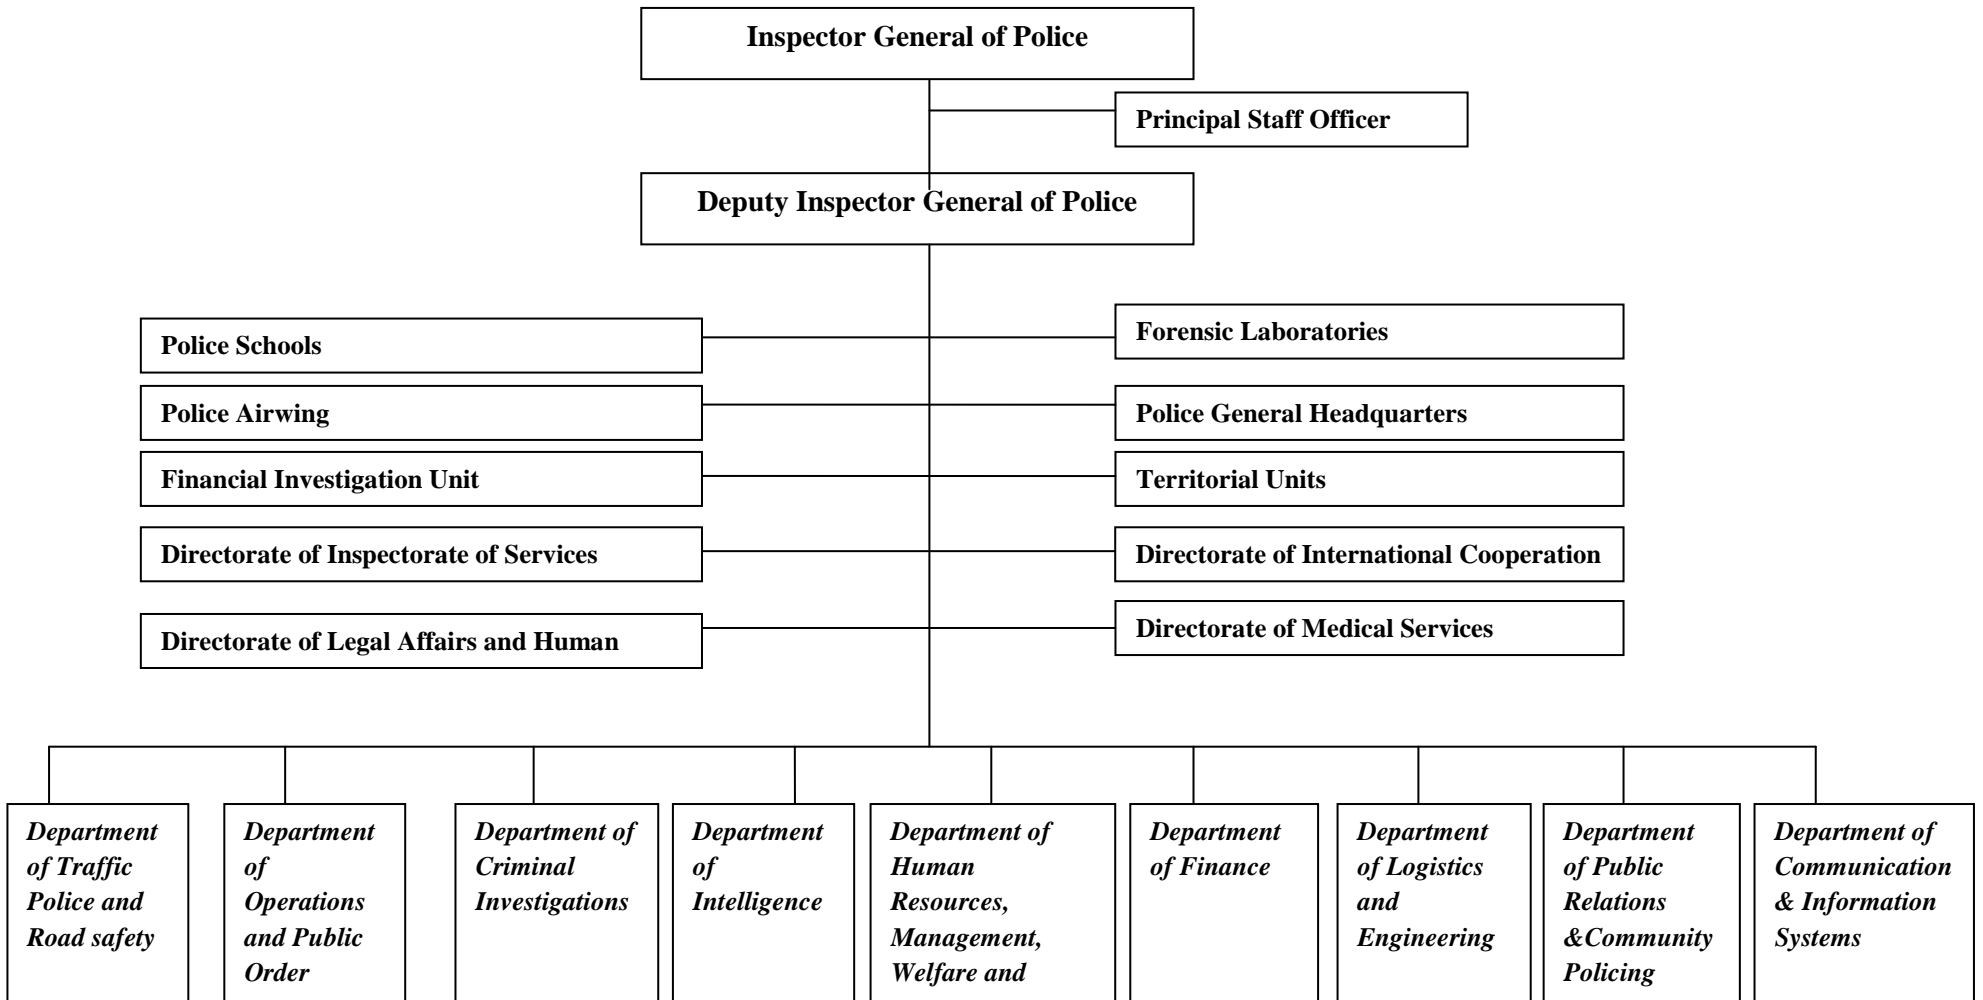 Inspector General of Police
Principal Staff Officer
Deputy Inspector General of Police
Police Schools
Forensic Laboratories
Police Airwing
Police General Headquarters
Financial Investigation Unit
Territorial Units
Directorate of Inspectorate of Services
Directorate of International Cooperation
Directorate of Legal Affairs and Human
Directorate of Medical Services
Department
of Traffic
Police and
Road safety
Department
of
Operations
and Public
Order
Department of
Criminal
Investigations
Department
of
Intelligence
Department of
Human
Resources,
Management,
Welfare and
Department
of Finance
Department
of Logistics
and
Engineering
Department
of Public
Relations
&Community
Policing
Department of
Communication
& Information
Systems